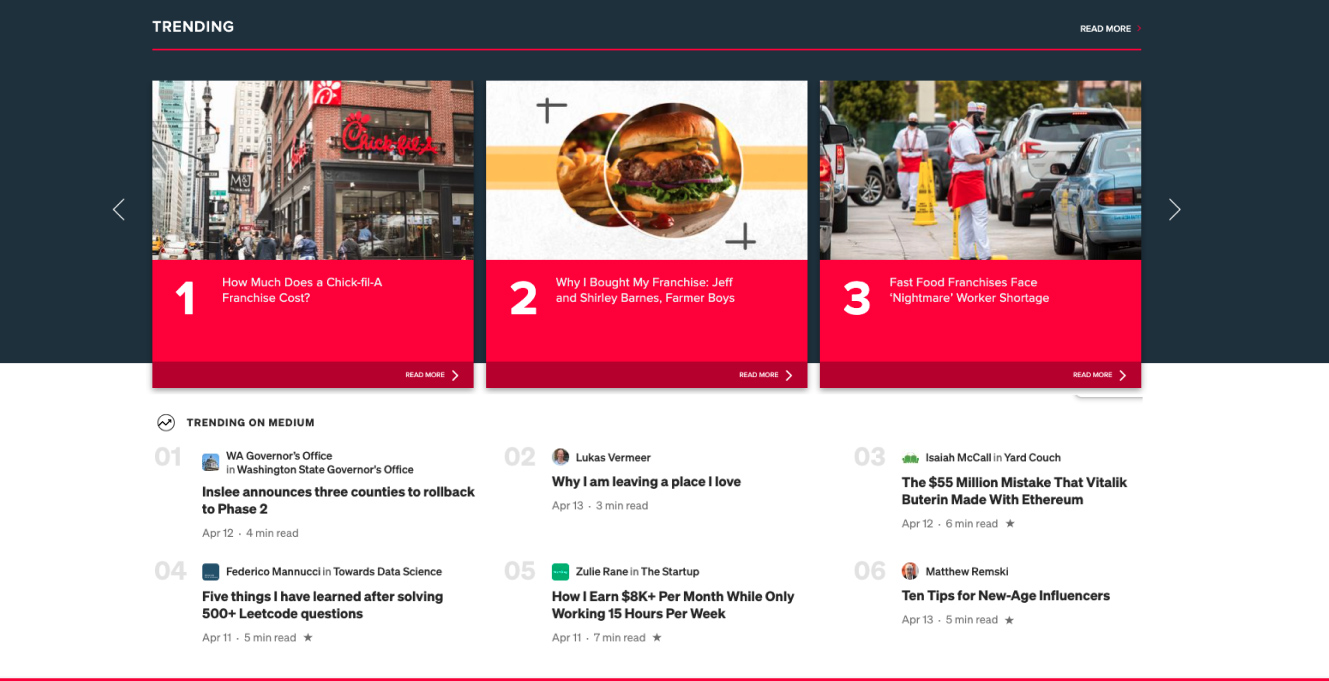 TRENDING
READ MORE
Chick-fil-A
M&J
1
How Much Does a Chick-fil-A
Franchise Cost?
READ MORE
2
Why I Bought My Franchise: Jeff
and Shirley Barnes, Farmer Boys
READ MORE
3
Fast Food Franchises Face
‘Nightmare’ Worker Shortage
READ MORE
TRENDING ON MEDIUM
01
WA Governor's Office
in Washington State Governor's Office
Inslee announces three counties to rollback
to Phase 2
Apr 12 · 4 min read
02
Lukas Vermeer
Why I am leaving a place I love
Apr 13 · 3 min read
03
Isaiah McCall in Yard Couch
The $55 Million Mistake That Vitalik
Buterin Made With Ethereum
Apr 12 · 6 min read ★
04
Federico Mannucci in Towards Data Science
Five things I have learned after solving
500+ Leetcode questions
Apr 11 · 5 min read ★
05
Zulie Rane in The Startup
How I Earn $8K+ Per Month While Only
Working 15 Hours Per Week
Apr 11 · 7 min read ★
06
Matthew Remski
Ten Tips for New-Age Influencers
Apr 13 · 5 min read ★